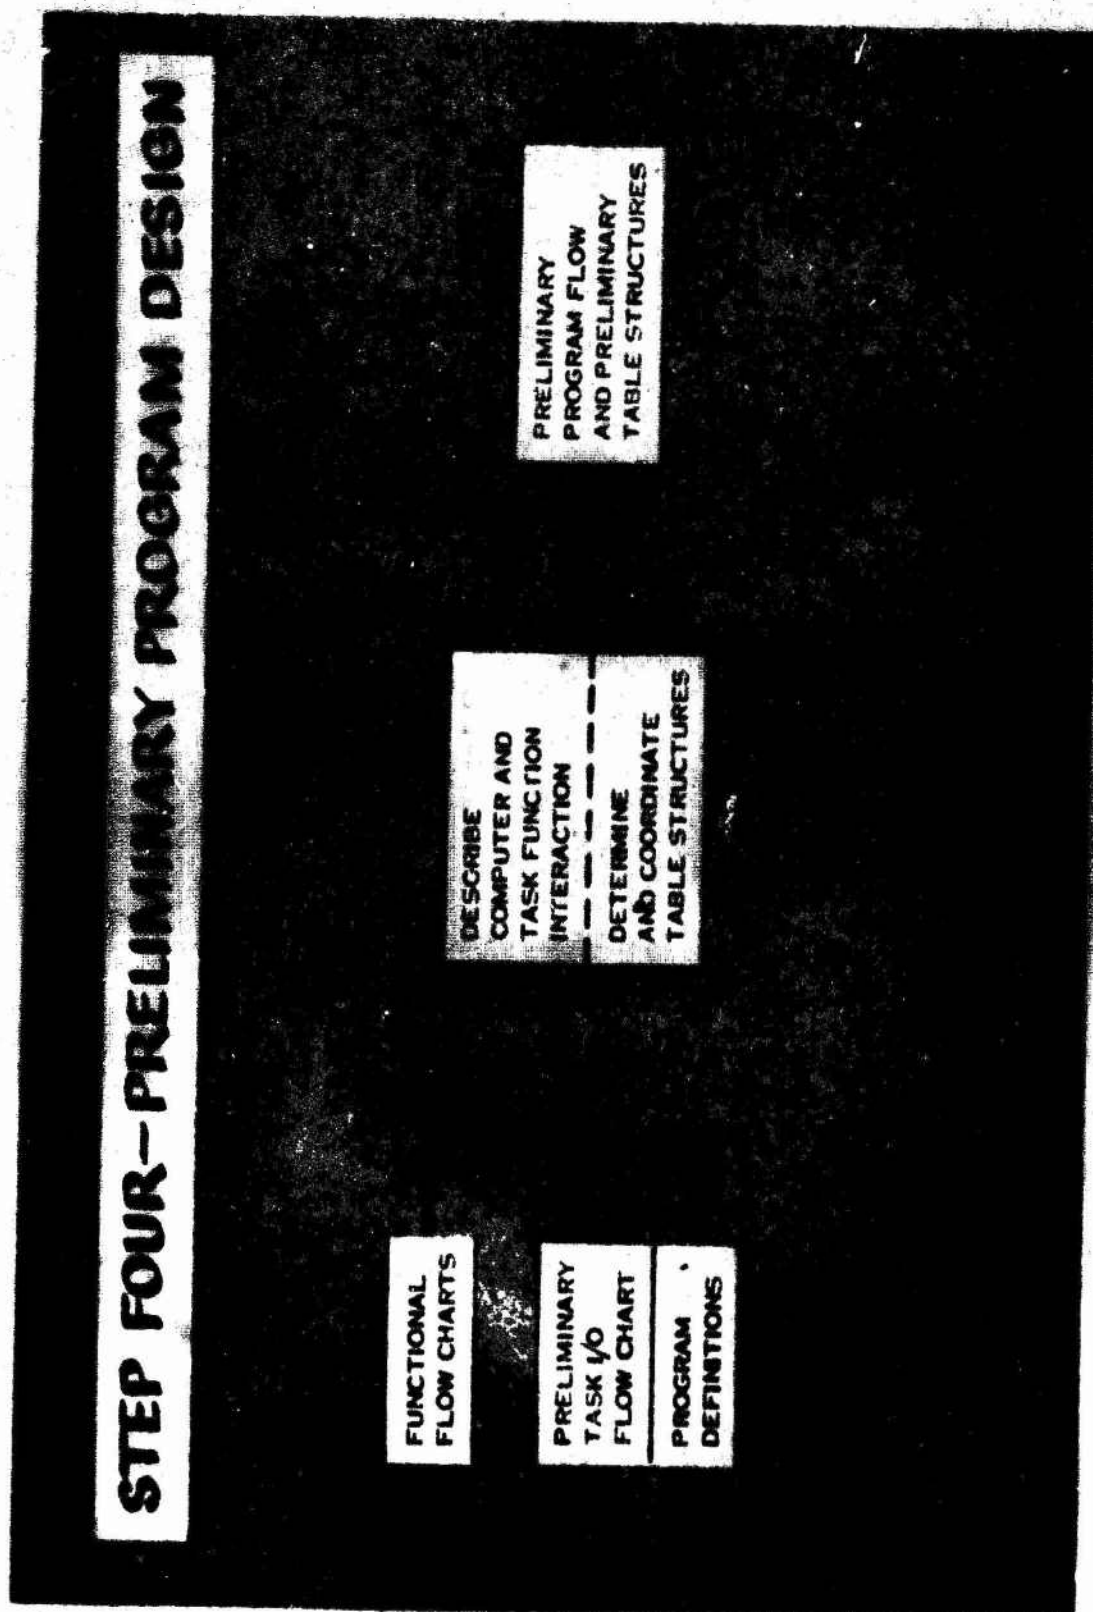 STEP FOUR—PRELIMINARY PROGRAM DESIGN
FUNCTIONAL
FLOW CHARTS
PRELIMINARY
TASK I/O
FLOW CHART
PROGRAM
DEFINITIONS
DESCRIBE
COMPUTER AND
TASK FUNCTION
INTERACTION
DETERMINE
AND COORDINATE
TABLE STRUCTURES
PRELIMINARY
PROGRAM FLOW
AND PRELIMINARY
TABLE STRUCTURES